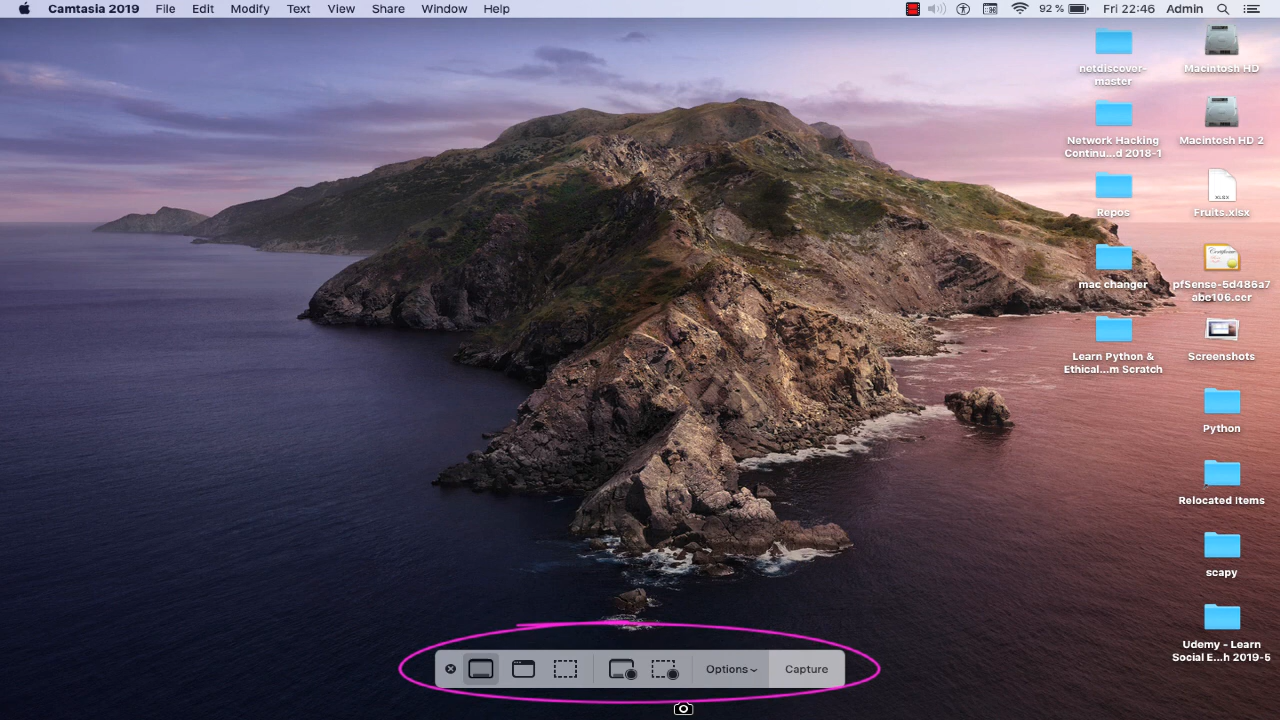 Camtasia 2019 File Edit Modify Text View Share Window Help 92 % Fri 22:46 Admin
netdiscover-
master
Macintosh HD
Network Hacking
Continu...d 2018-1
Macintosh HD 2
Repos
XLSX
Fruits.xlsx
mac changer
pfSense-5d486a7
abe106.cer
Learn Python &
Ethical...m Scratch
Screenshots
Python
Relocated Items
scapy
Udemy - Learn
Social E...h 2019-5
Options
Capture